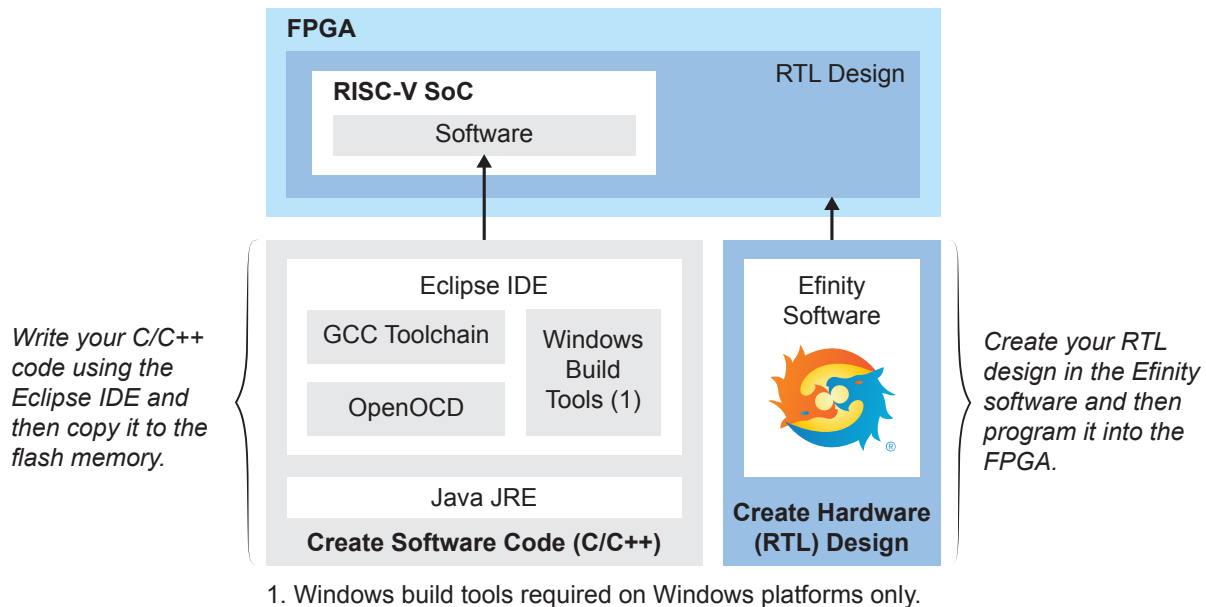 FPGA
RTL Design
RISC-V SoC
Software
Write your C/C++
code using the
Eclipse IDE and
then copy it to the
flash memory.
Eclipse IDE
GCC Toolchain
OpenOCD
Windows
Build
Tools (1)
Java JRE
Create Software Code (C/C++)
Efinity
Software
®
Create Hardware
(RTL) Design
Create your RTL
design in the Efinity
software and then
program it into the
FPGA.
1. Windows build tools required on Windows platforms only.